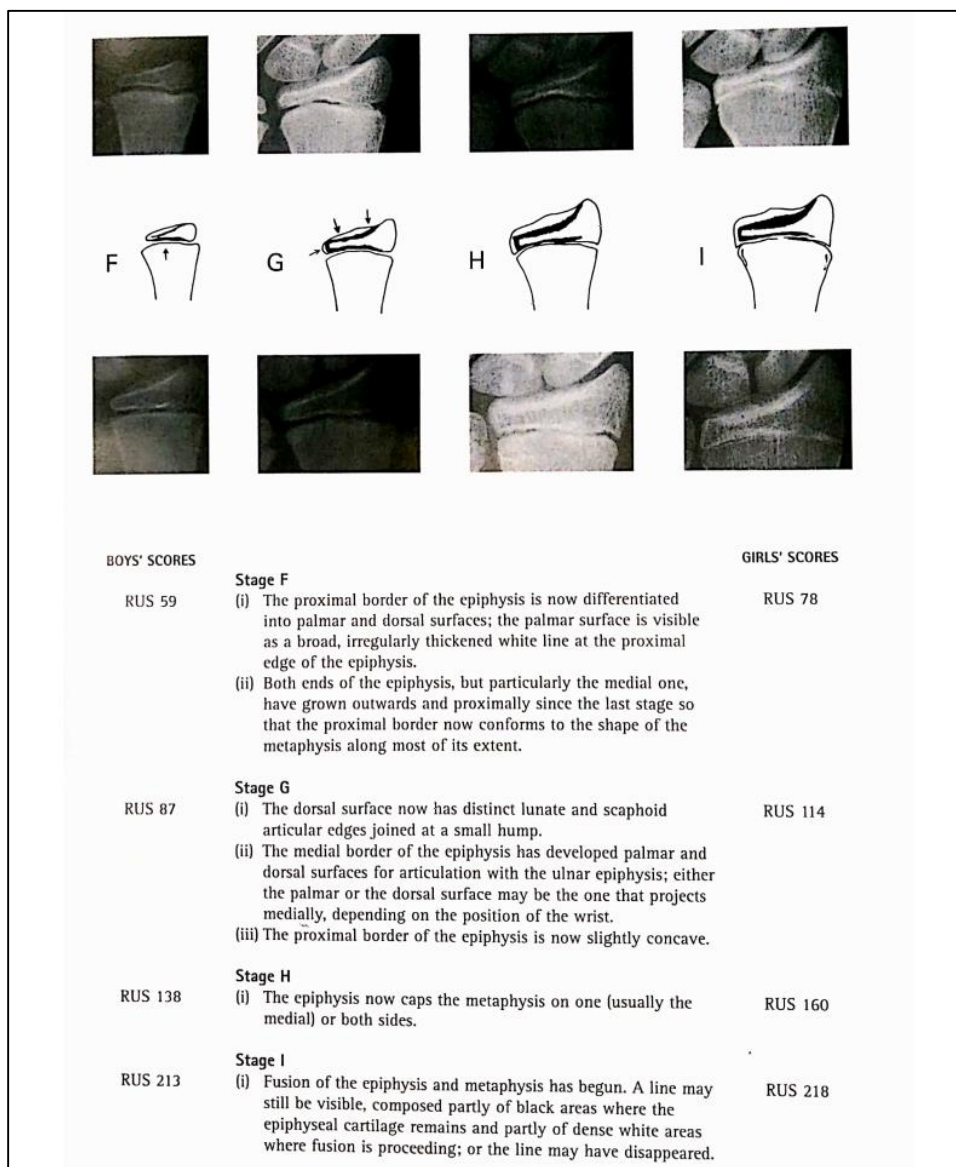 F G H I
BOYS' SCORES GIRLS' SCORES
Stage F
RUS 59 (i) The proximal border of the epiphysis is now differentiated RUS 78
into palmar and dorsal surfaces; the palmar surface is visible
as a broad, irregularly thickened white line at the proximal
edge of the epiphysis.
(ii) Both ends of the epiphysis, but particularly the medial one,
have grown outwards and proximally since the last stage so
that the proximal border now conforms to the shape of the
metaphysis along most of its extent.
Stage G
RUS 87 (i) The dorsal surface now has distinct lunate and scaphoid RUS 114
articular edges joined at a small hump.
(ii) The medial border of the epiphysis has developed palmar and
dorsal surfaces for articulation with the ulnar epiphysis; either
the palmar or the dorsal surface may be the one that projects
medially, depending on the position of the wrist.
(iii) The proximal border of the epiphysis is now slightly concave.
Stage H
RUS 138 (i) The epiphysis now caps the metaphysis on one (usually the RUS 160
medial) or both sides.
Stage I
RUS 213 (i) Fusion of the epiphysis and metaphysis has begun. A line may RUS 218
still be visible, composed partly of black areas where the
epiphyseal cartilage remains and partly of dense white areas
where fusion is proceeding; or the line may have disappeared.